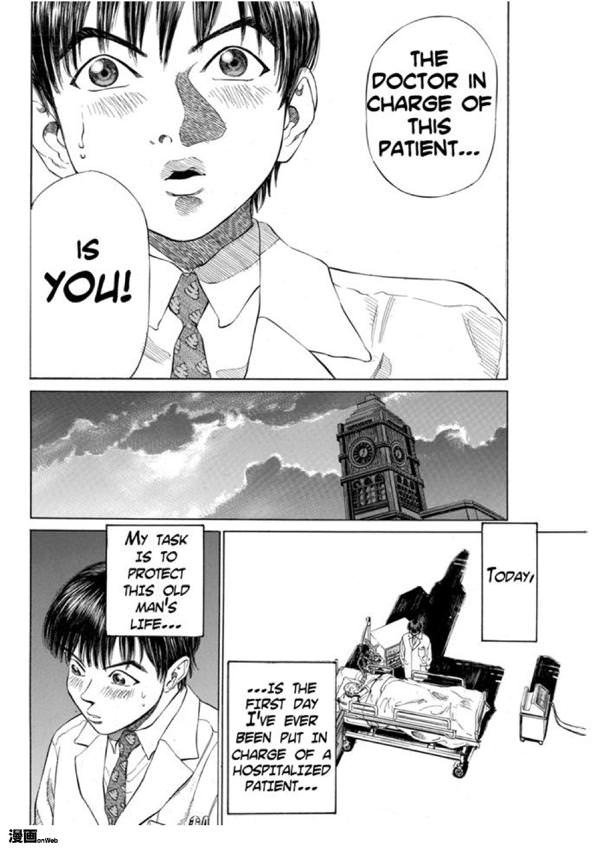 THE
DOCTOR IN
CHARGE OF
THIS
PATIENT...
IS
YOU!
TODAY,
...IS THE
FIRST DAY
I'VE EVER
BEEN PUT IN
CHARGE OF A
HOSPITALIZED
PATIENT...
MY TASK
IS TO
PROTECT
THIS OLD
MAN'S
LIFE...
漫画onWeb